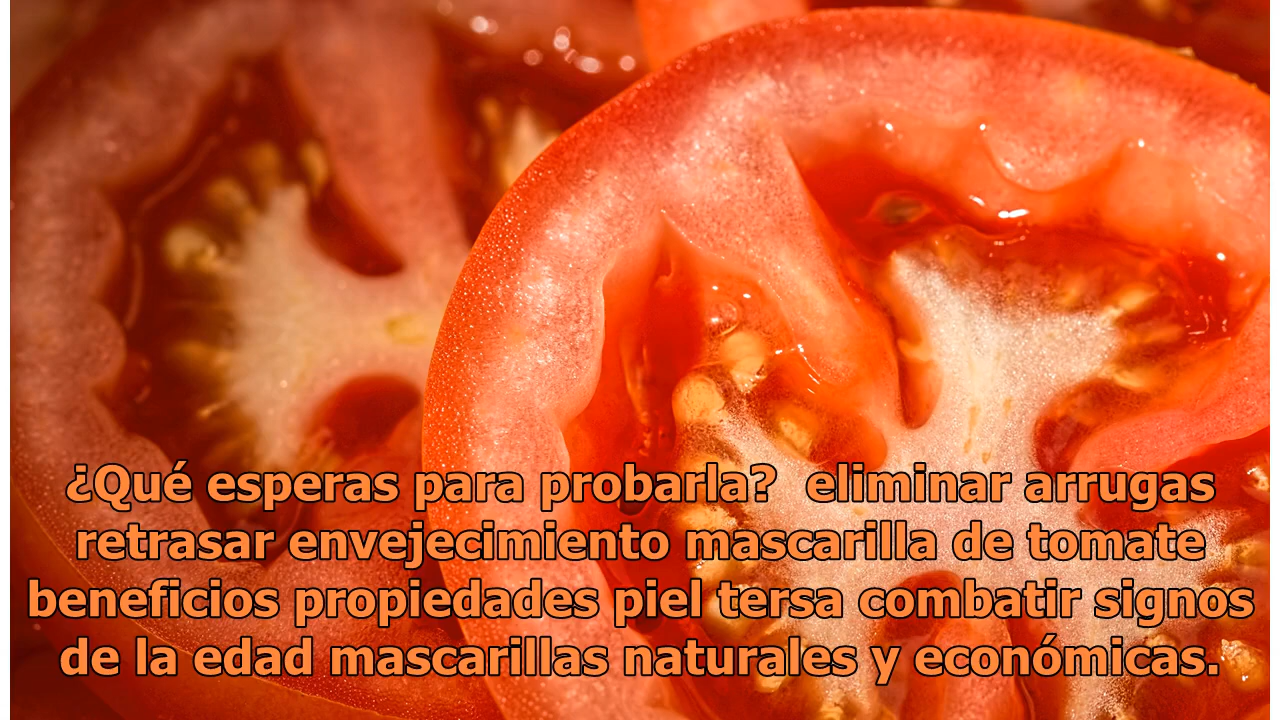 ¿Qué esperas para probarla?  eliminar arrugas
retrasar envejecimiento mascarilla de tomate
beneficios propiedades piel tersa combatir signos
de la edad mascarillas naturales y económicas.